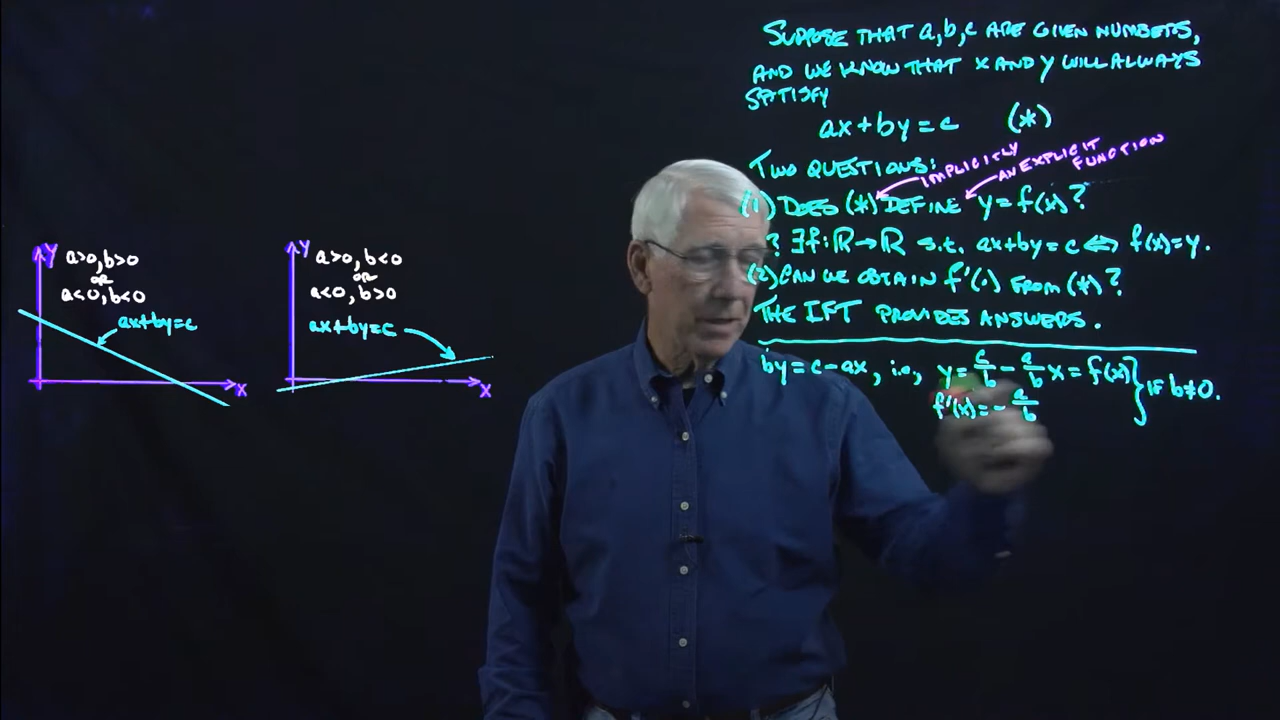 SUPPOSE THAT a, b, c ARE GIVEN NUMBERS,
AND WE KNOW THAT x AND y WILL ALWAYS
SATISFY
ax + by = c (*)
TWO QUESTIONS:
IMPLICITLY
AN EXPLICIT
FUNCTION
(1) DOES (*) DEFINE y = f(x)?
? ∃f: ℝ → ℝ s.t. ax+by = c ⇔ f(x) = y.
(2) CAN WE OBTAIN f'(·) FROM (*)?
THE IFT PROVIDES ANSWERS.
by = c - ax, i.e., y = c/b - a/b x = f(x) } IF b ≠ 0.
f'(x) = - a/b
Y
a>0, b>0
OR
a<0, b<0
ax+by=c
X
Y
a>0, b<0
OR
a<0, b>0
ax+by=c
X